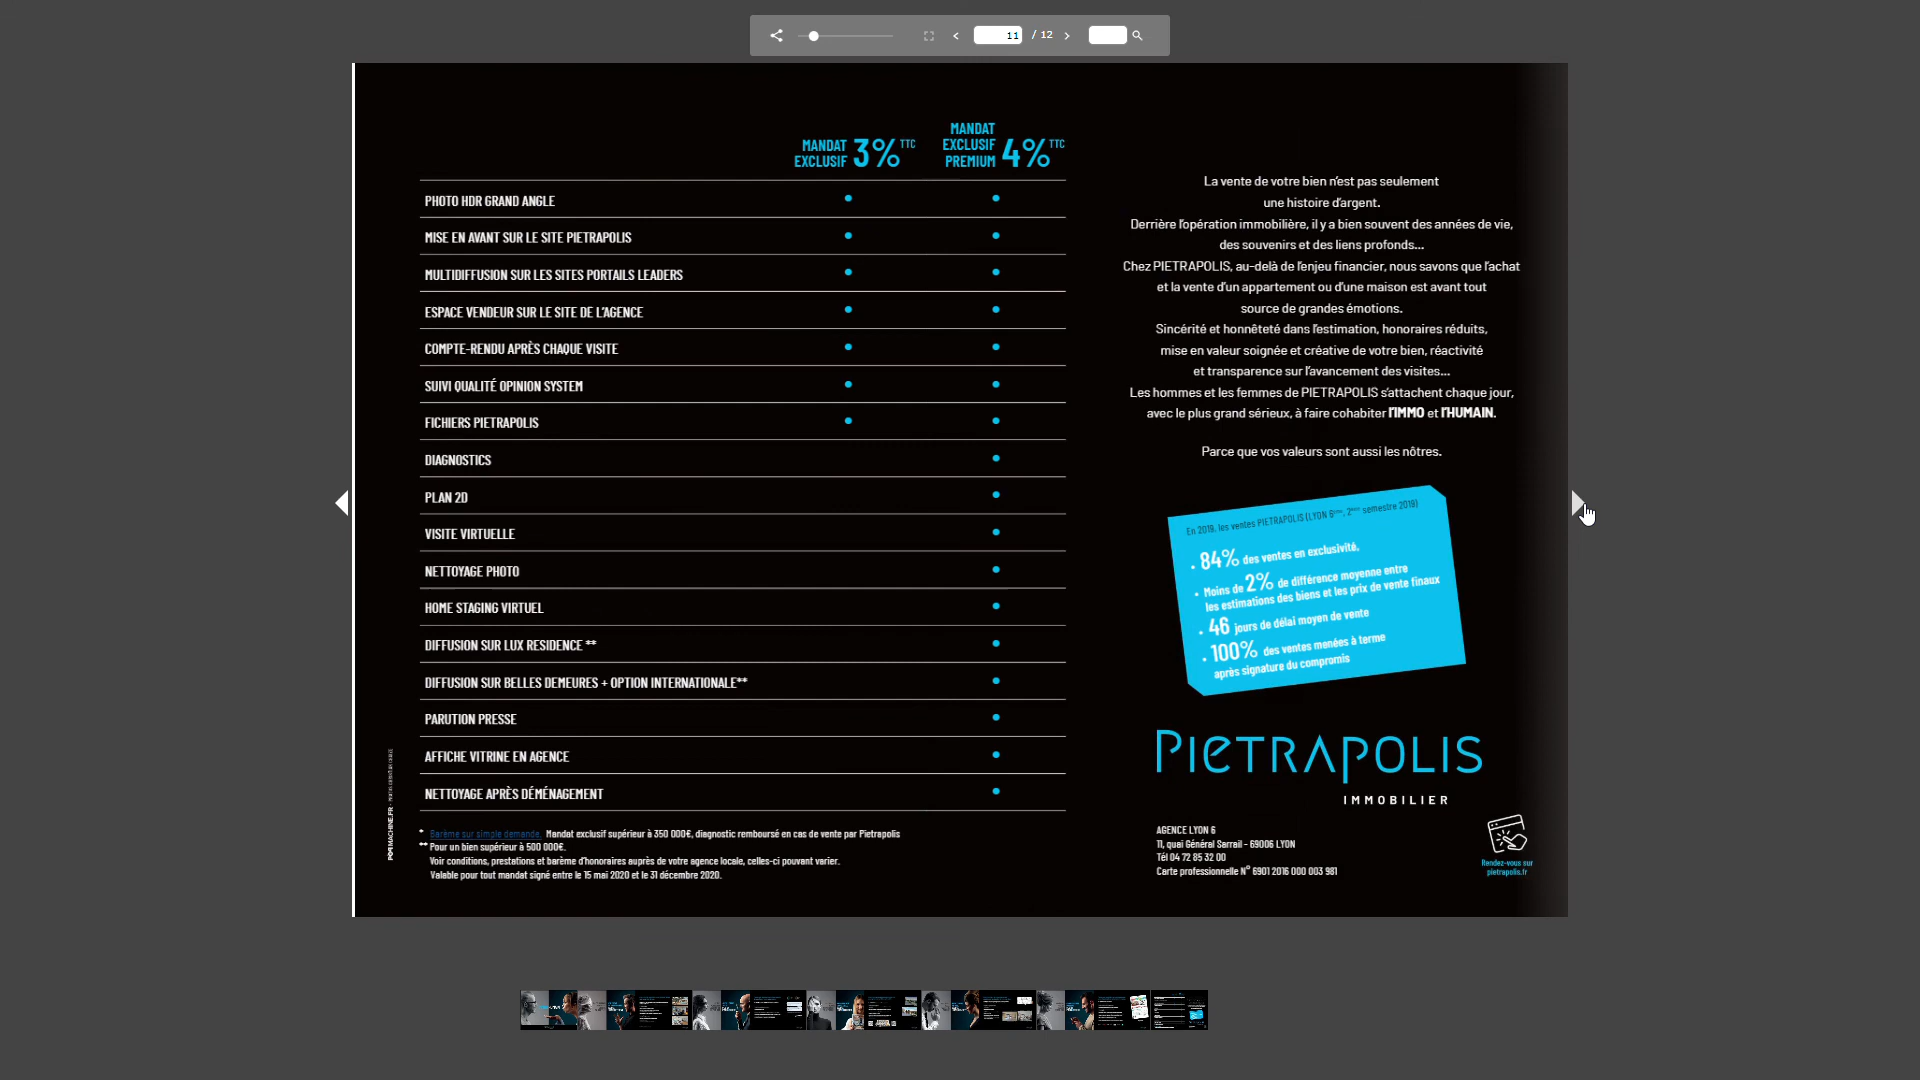 11 / 12
MANDAT EXCLUSIF 3% TTC
MANDAT EXCLUSIF PREMIUM 4% TTC
PHOTO HDR GRAND ANGLE
MISE EN AVANT SUR LE SITE PIETRAPOLIS
MULTIDIFFUSION SUR LES SITES PORTAILS LEADERS
ESPACE VENDEUR SUR LE SITE DE L'AGENCE
COMPTE-RENDU APRÈS CHAQUE VISITE
SUIVI QUALITÉ OPINION SYSTEM
FICHIERS PIETRAPOLIS
DIAGNOSTICS
PLAN 2D
VISITE VIRTUELLE
NETTOYAGE PHOTO
HOME STAGING VIRTUEL
DIFFUSION SUR LUX RESIDENCE **
DIFFUSION SUR BELLES DEMEURES + OPTION INTERNATIONALE**
PARUTION PRESSE
AFFICHE VITRINE EN AGENCE
NETTOYAGE APRÈS DÉMÉNAGEMENT
* Barème sur simple demande. Mandat exclusif supérieur à 350 000€, diagnostic remboursé en cas de vente par Pietrapolis
** Pour un bien supérieur à 500 000€.
Voir conditions, prestations et barème d'honoraires auprès de votre agence locale, celles-ci pouvant varier.
Valable pour tout mandat signé entre le 15 mai 2020 et le 31 décembre 2020.
La vente de votre bien n'est pas seulement
une histoire d'argent.
Derrière l'opération immobilière, il y a bien souvent des années de vie,
des souvenirs et des liens profonds...
Chez PIETRAPOLIS, au-delà de l'enjeu financier, nous savons que l'achat
et la vente d'un appartement ou d'une maison est avant tout
source de grandes émotions.
Sincérité et honnêteté dans l'estimation, honoraires réduits,
mise en valeur soignée et créative de votre bien, réactivité
et transparence sur l'avancement des visites...
Les hommes et les femmes de PIETRAPOLIS s'attachent chaque jour,
avec le plus grand sérieux, à faire cohabiter l'IMMO et l'HUMAIN.
Parce que vos valeurs sont aussi les nôtres.
En 2019, les ventes PIETRAPOLIS (LYON 6ème, 2ème semestre 2019)
• 84% des ventes en exclusivité,
• Moins de 2% de différence moyenne entre
les estimations des biens et les prix de vente finaux
• 46 jours de délai moyen de vente
• 100% des ventes menées à terme
après signature du compromis
PIETRAPOLIS
IMMOBILIER
AGENCE LYON 6
11, quai Général Sarrail - 69006 LYON
Tél 04 72 85 32 00
Carte professionnelle N° 6901 2016 000 003 981
Rendez-vous sur
pietrapolis.fr